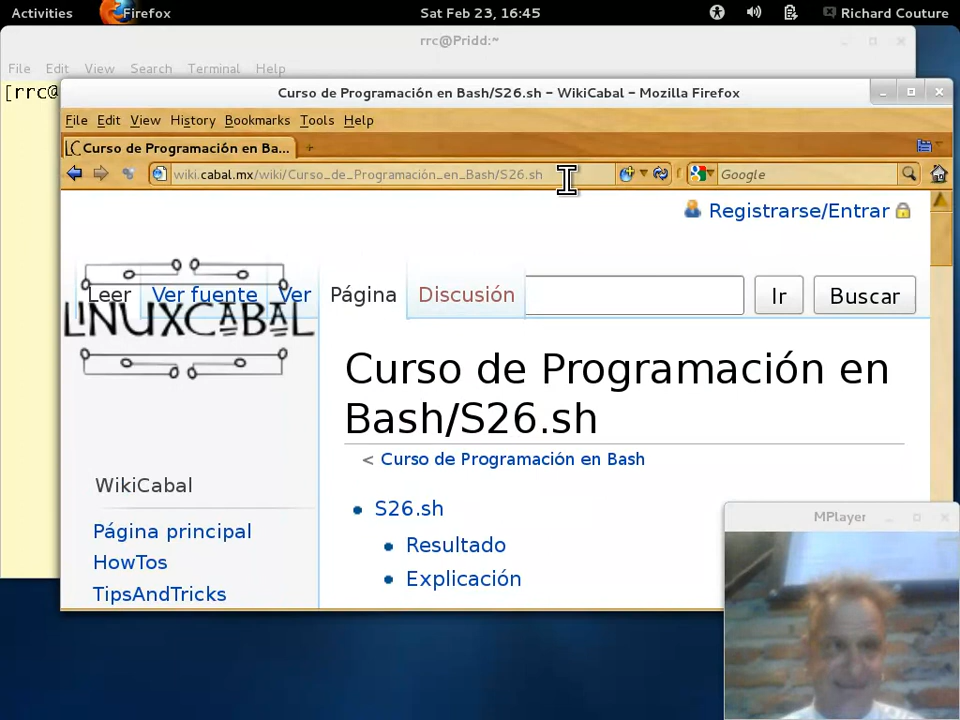 Activities Firefox Sat Feb 23, 16:45 Richard Couture
rrc@Pridd:~
File Edit View Search Terminal Help
[rrc@
Curso de Programación en Bash/S26.sh - WikiCabal - Mozilla Firefox
File Edit View History Bookmarks Tools Help
Curso de Programación en Ba...
wiki.cabal.mx/wiki/Curso_de_Programación_en_Bash/S26.sh Google
Registrarse/Entrar
Leer Ver fuente Ver Página Discusión Ir Buscar
LINUXCABAL
Curso de Programación en
Bash/S26.sh
< Curso de Programación en Bash
WikiCabal
S26.sh
Página principal
Resultado
HowTos
Explicación
TipsAndTricks
MPlayer